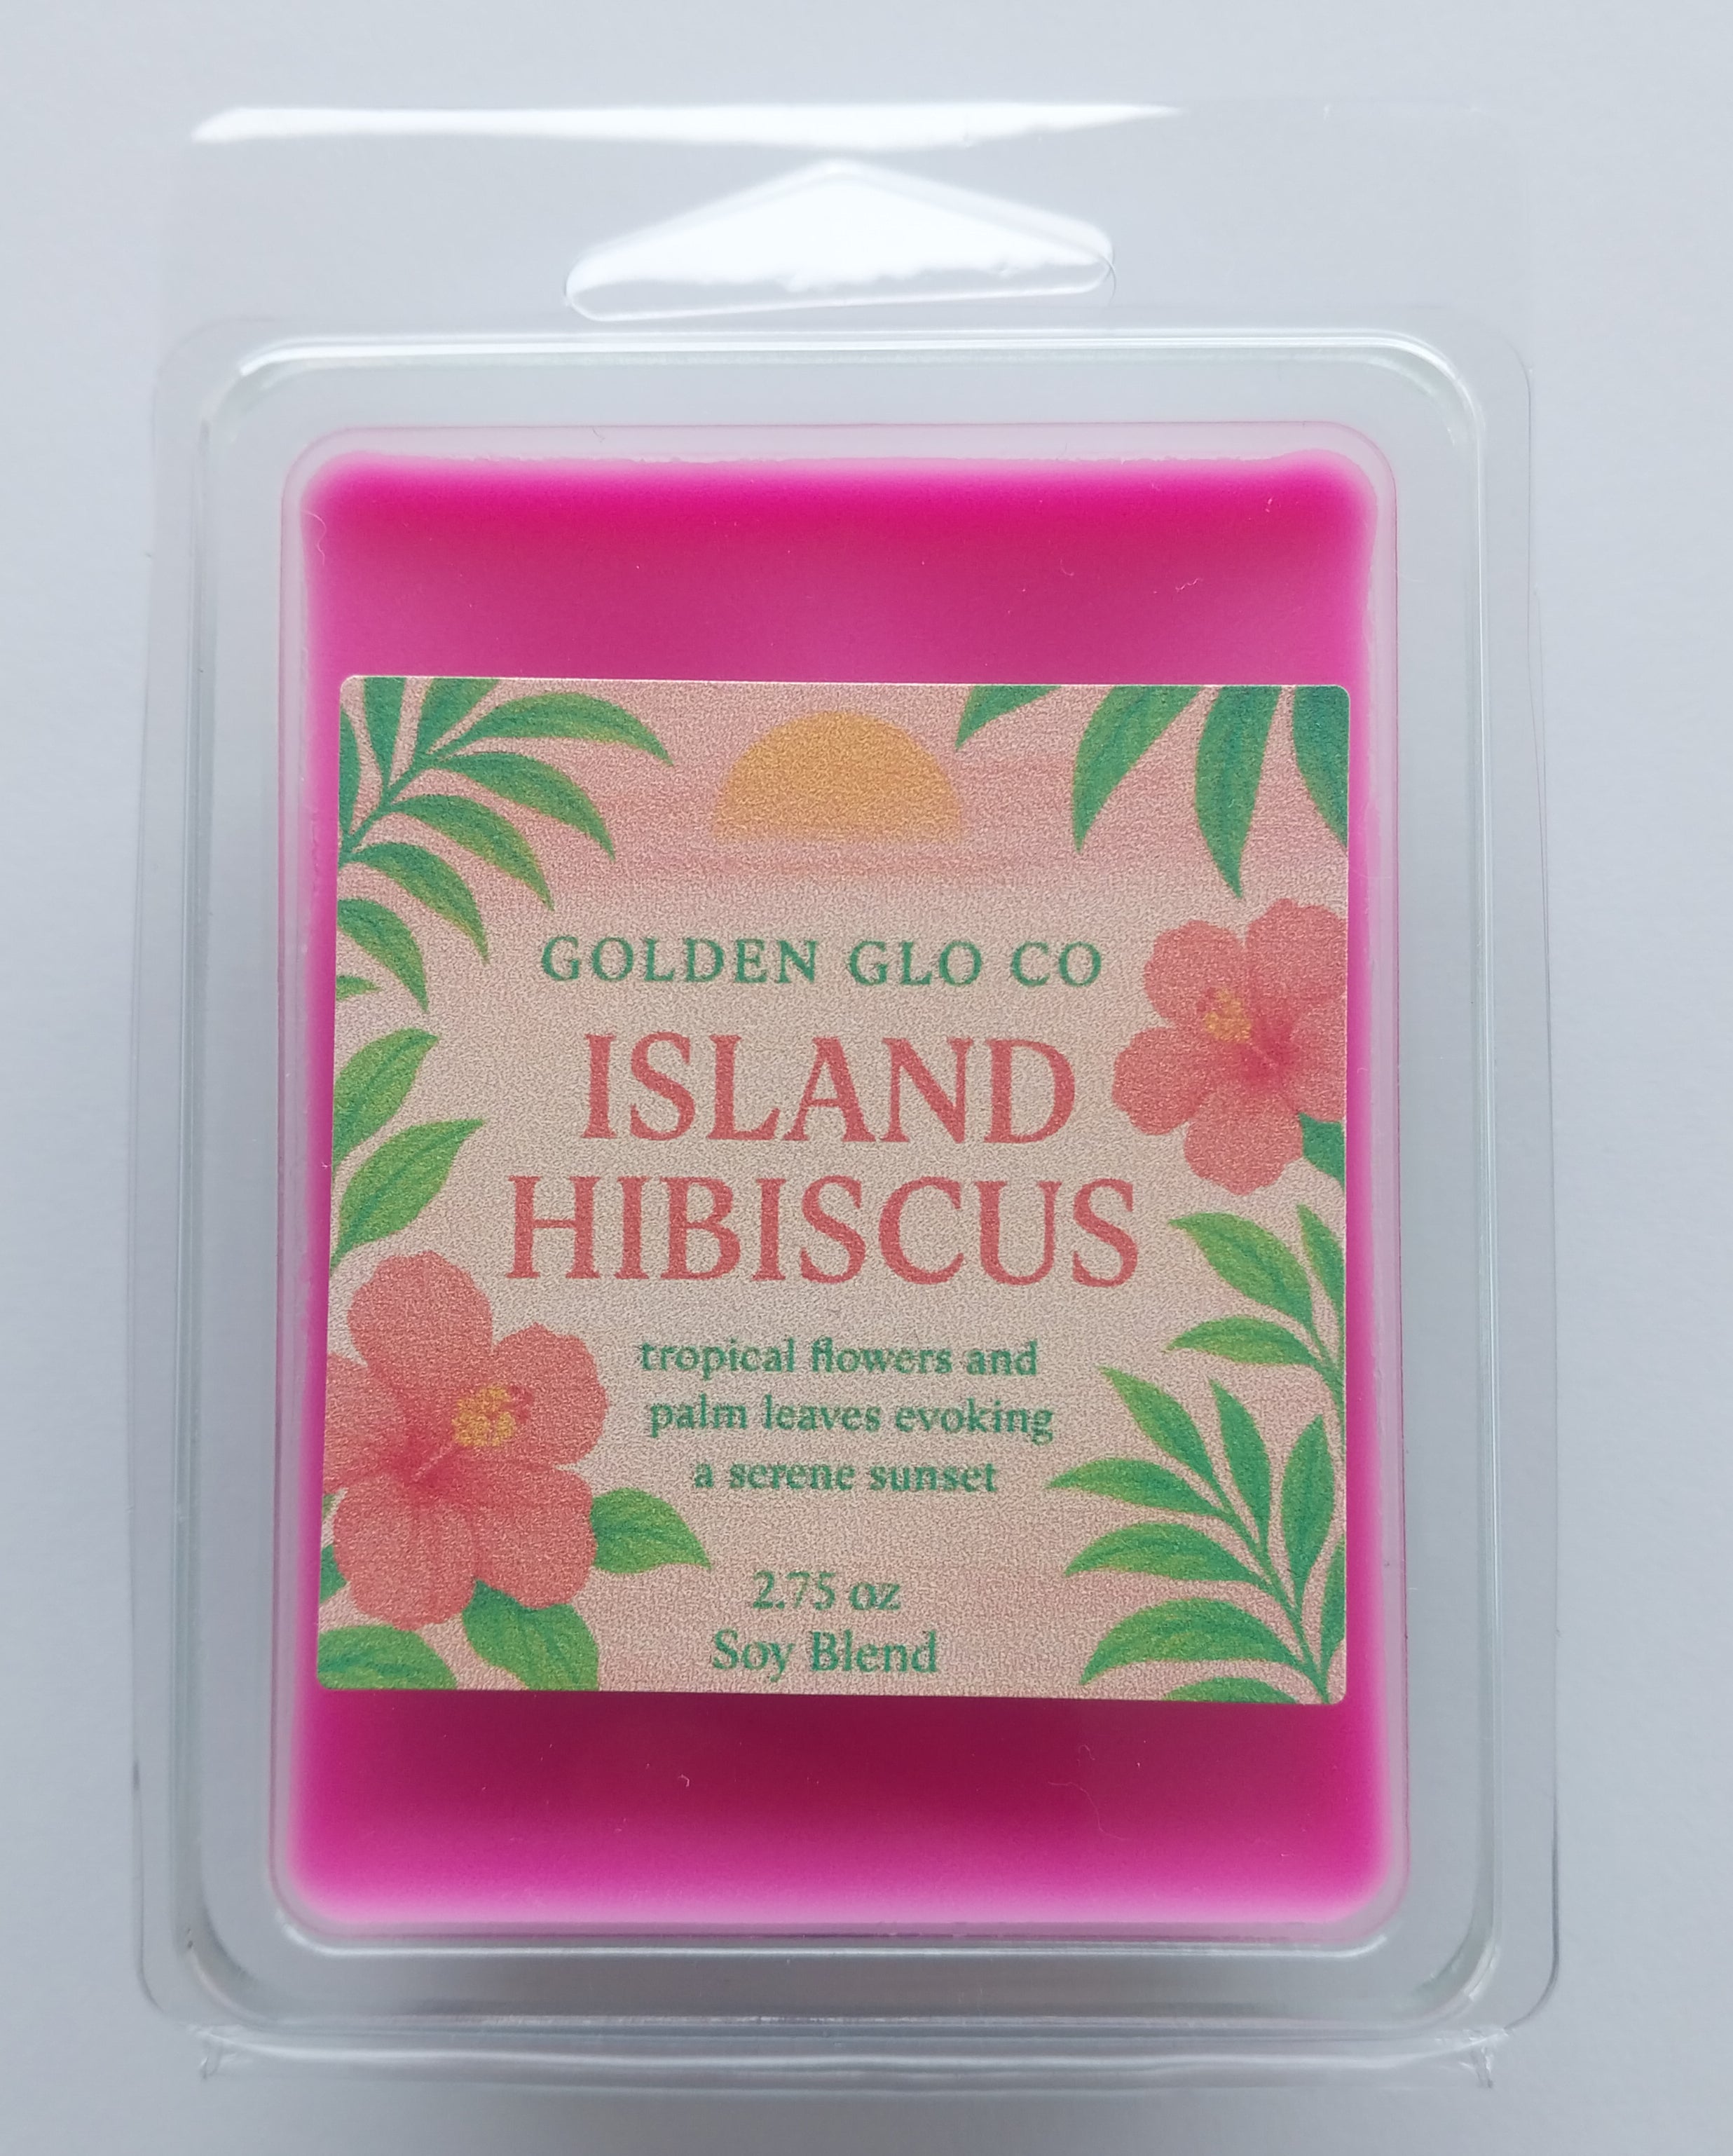 GOLDEN GLO CO
ISLAND
HIBISCUS
tropical flowers and
palm leaves evoking
a serene sunset
2.75 oz
Soy Blend